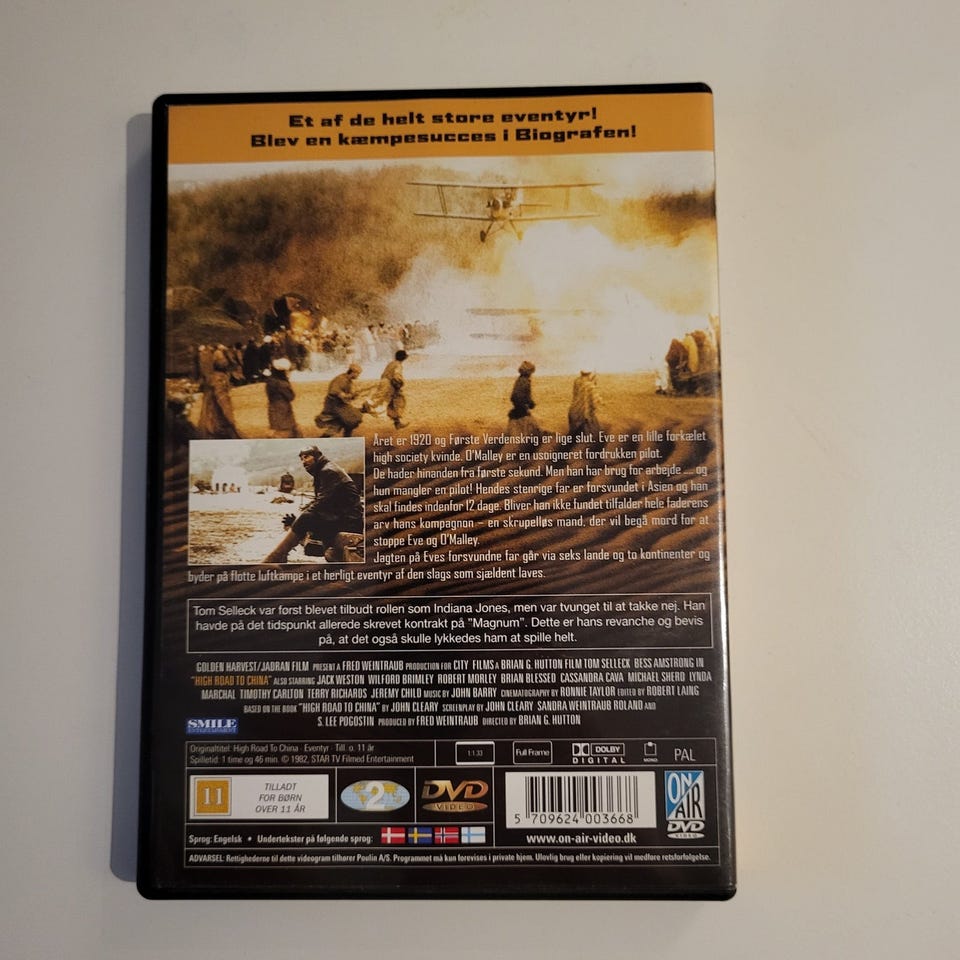 Et af de helt store eventyr!
Blev en kæmpesucces i Biografen!
Året er 1920 og Første Verdenskrig er lige slut. Eve er en lille forkælet
high society kvinde. O'Malley er en usoigneret fordrukken pilot.
De hader hinanden fra første sekund. Men han har brug for arbejde .... og
hun mangler en pilot! Hendes stenrige far er forsvundet i Asien og han
skal findes indenfor 12 dage. Bliver han ikke fundet tilfalder hele faderens
arv hans kompagnon - en skrupelløs mand, der vil begå mord for at
stoppe Eve og O'Malley.
Jagten på Eves forsvundne far går via seks lande og to kontinenter og
byder på flotte luftkampe i et herligt eventyr af den slags som sjældent laves.
Tom Selleck var først blevet tilbudt rollen som Indiana Jones, men var tvunget til at takke nej. Han
havde på det tidspunkt allerede skrevet kontrakt på "Magnum". Dette er hans revanche og bevis
på, at det også skulle lykkedes ham at spille helt.
GOLDEN HARVEST/JADRAN FILM PRESENT A FRED WEINTRAUB PRODUCTION FOR CITY FILMS A BRIAN G. HUTTON FILM TOM SELLECK BESS AMSTRONG IN
"HIGH ROAD TO CHINA" ALSO STARRING JACK WESTON WILFORD BRIMLEY ROBERT MORLEY BRIAN BLESSED CASSANDRA CAVA MICHAEL SHERD LYNDA
MARCHAL TIMOTHY CARLTON TERRY RICHARDS JEREMY CHILD MUSIC BY JOHN BARRY CINEMATOGRAPHY BY RONNIE TAYLOR EDITED BY ROBERT LAING
BASED ON THE BOOK "HIGH ROAD TO CHINA" BY JOHN CLEARY SCREENPLAY BY JOHN CLEARY SANDRA WEINTRAUB ROLAND AND
S. LEE POGOSTIN PRODUCED BY FRED WEINTRAUB DIRECTED BY BRIAN G. HUTTON
SMILE
ENTERTAINMENT
Originaltitel: High Road To China · Eventyr · Till. o. 11 år
Spilletid: 1 time og 46 min. © 1982, STAR TV Filmed Entertainment
1:1.33
Full Frame
DOLBY
DIGITAL
MONO
PAL
11
TILLADT
FOR BØRN
OVER 11 ÅR
2
DVD
VIDEO
5 709624 003668
ON
AIR
DVD
VIDEO
Sprog: Engelsk • Undertekster på følgende sprog:
www.on-air-video.dk
ADVARSEL: Rettighederne til dette videogram tilhører Poulin A/S. Programmet må kun forevises i private hjem. Ulovlig brug eller kopiering vil medføre retsforfølgelse.